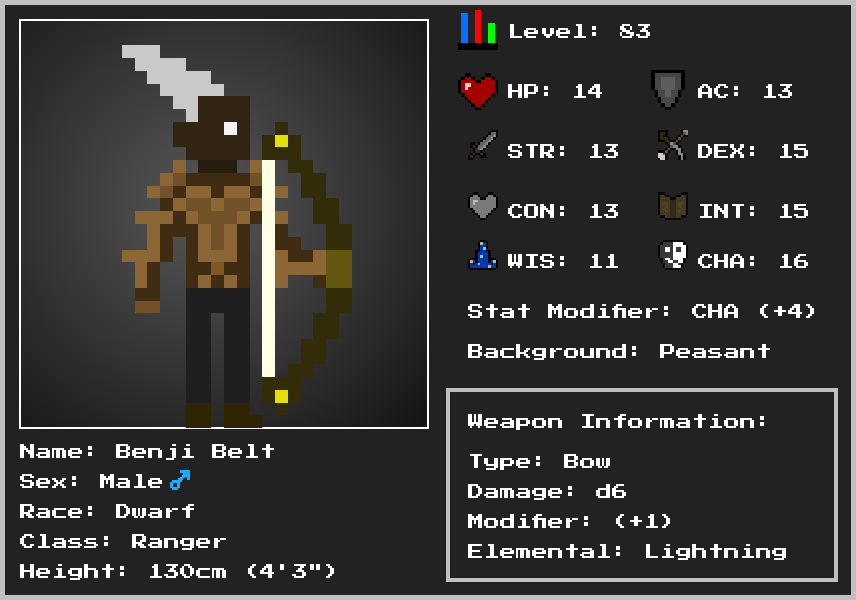 Level: 83
HP: 14 AC: 13
STR: 13 DEX: 15
CON: 13 INT: 15
WIS: 11 CHA: 16
Stat Modifier: CHA (+4)
Background: Peasant
Weapon Information:
Type: Bow
Damage: d6
Modifier: (+1)
Elemental: Lightning
Name: Benji Belt
Sex: Male ♂
Race: Dwarf
Class: Ranger
Height: 130cm (4'3")